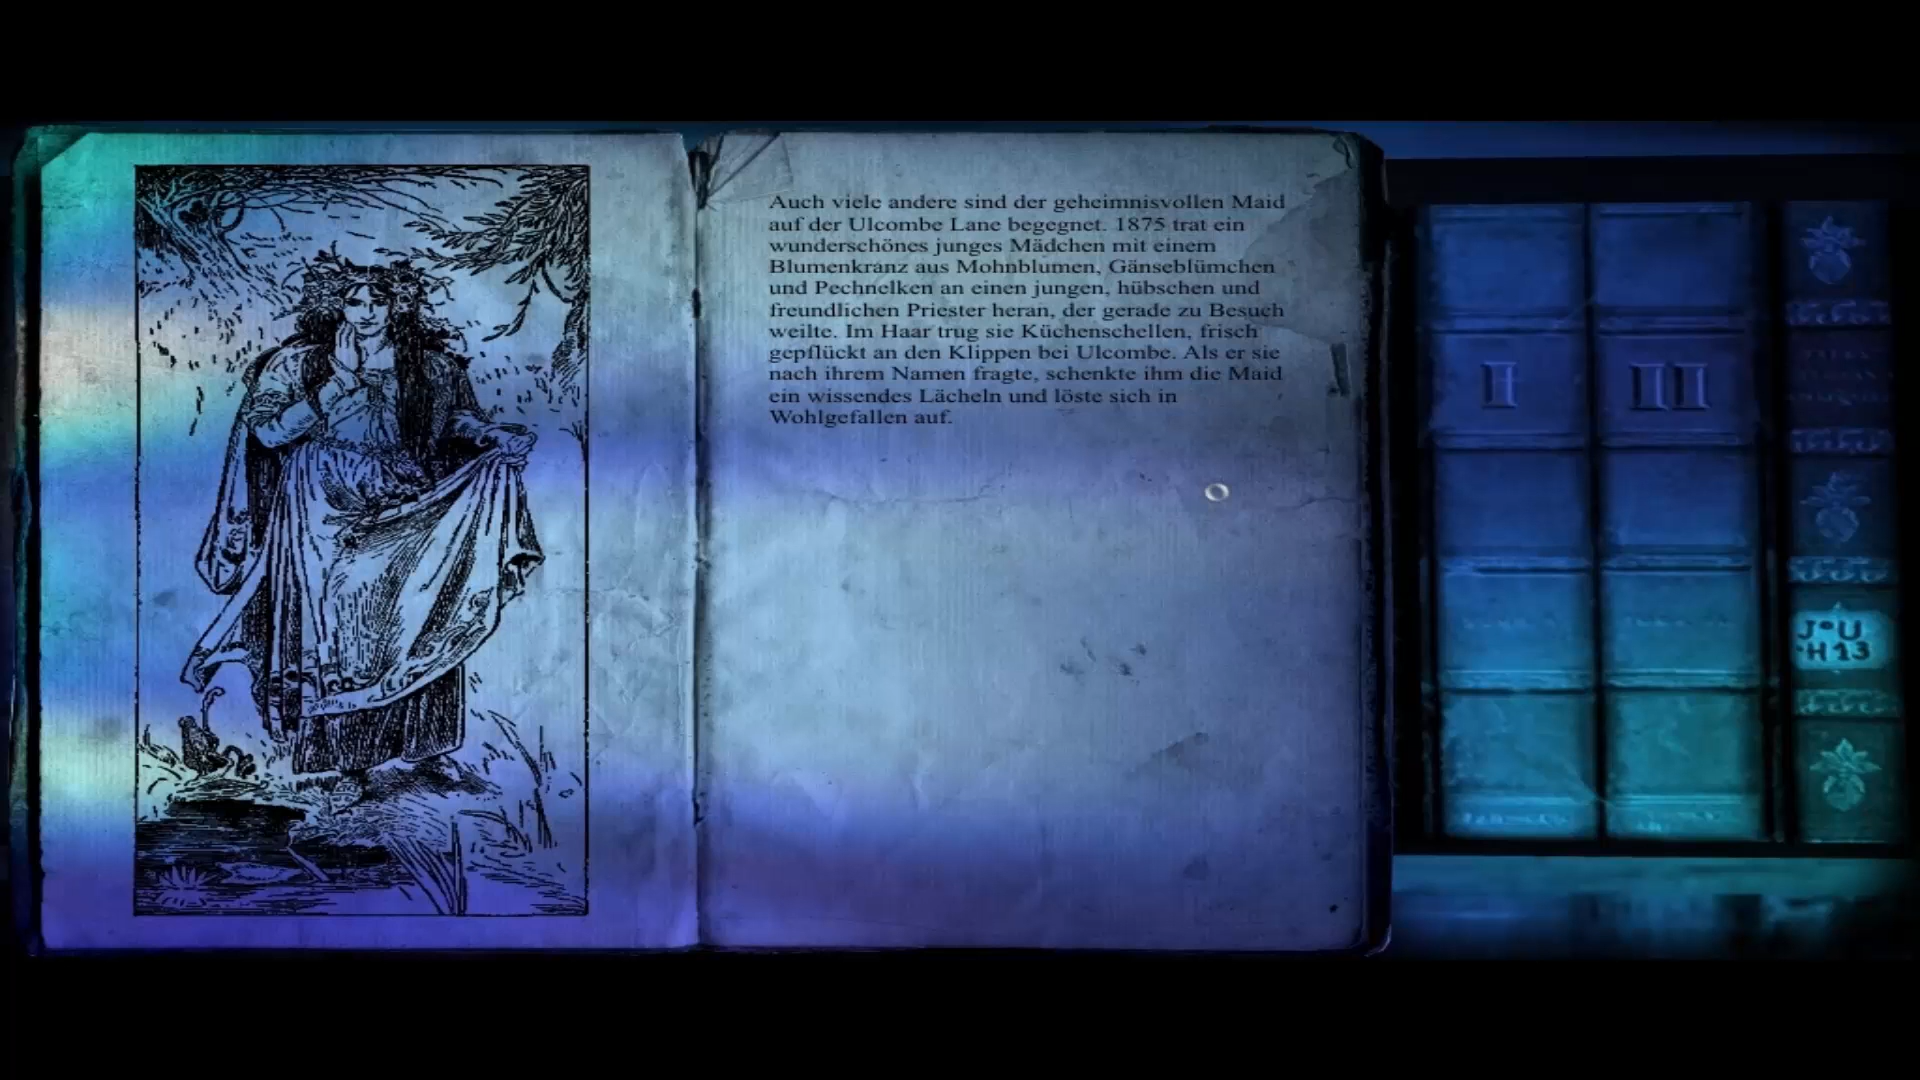 Auch viele andere sind der geheimnisvollen Maid
auf der Ulcombe Lane begegnet. 1875 trat ein
wunderschönes junges Mädchen mit einem
Blumenkranz aus Mohnblumen, Gänseblümchen
und Pechnelken an einen jungen, hübschen und
freundlichen Priester heran, der gerade zu Besuch
weilte. Im Haar trug sie Küchenschellen, frisch
gepflückt an den Klippen bei Ulcombe. Als er sie
nach ihrem Namen fragte, schenkte ihm die Maid
ein wissendes Lächeln und löste sich in
Wohlgefallen auf.
I
II
J•U
•H 13